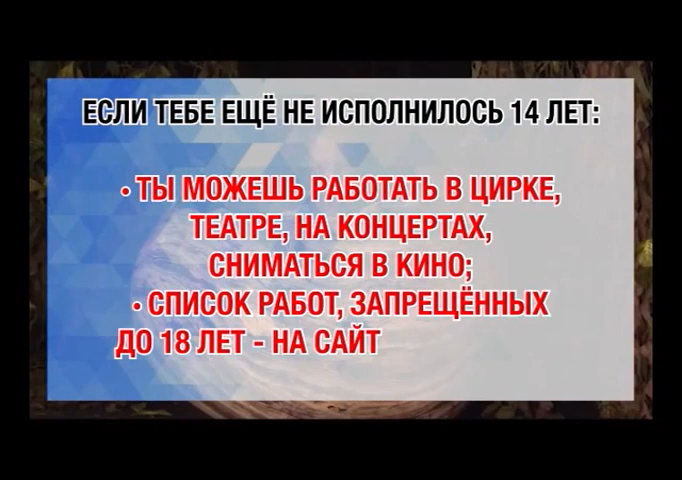 ЕСЛИ ТЕБЕ ЕЩЁ НЕ ИСПОЛНИЛОСЬ 14 ЛЕТ:
• ТЫ МОЖЕШЬ РАБОТАТЬ В ЦИРКЕ,
ТЕАТРЕ, НА КОНЦЕРТАХ,
СНИМАТЬСЯ В КИНО;
• СПИСОК РАБОТ, ЗАПРЕЩЁННЫХ
ДО 18 ЛЕТ - НА САЙТ